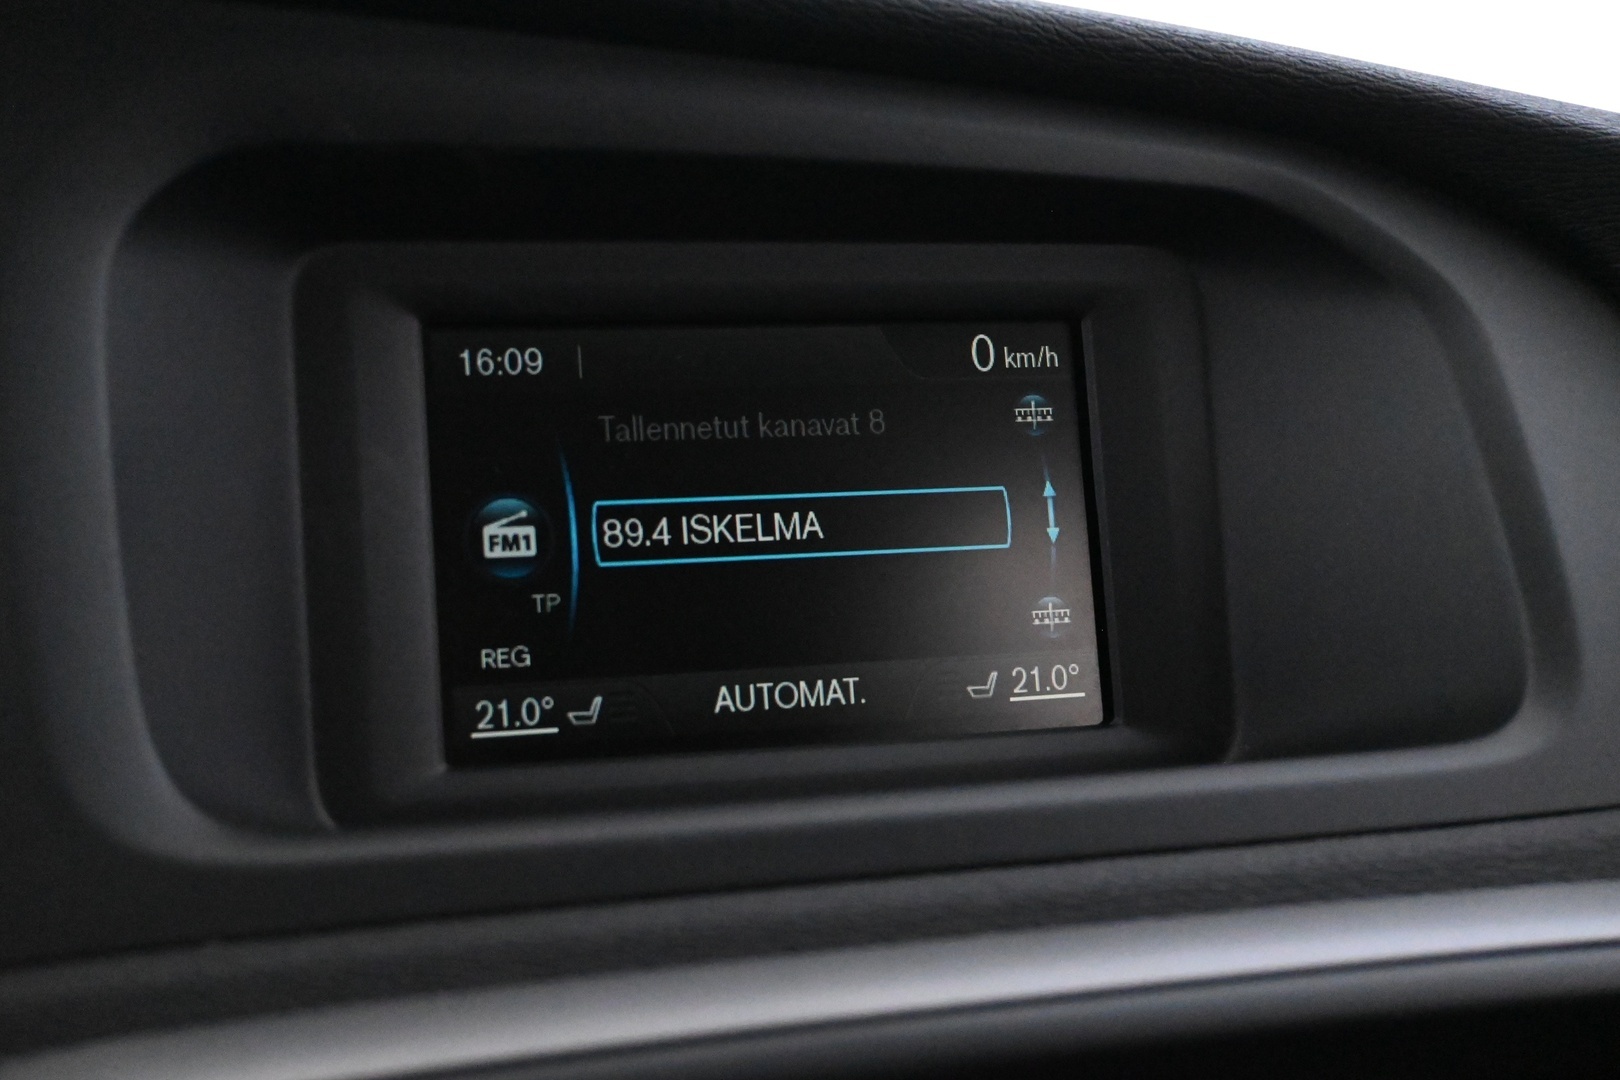 16:09
0 km/h
Tallennetut kanavat 8
89.4 ISKELMA
FM1
TP
REG
21.0°
AUTOMAT.
21.0°